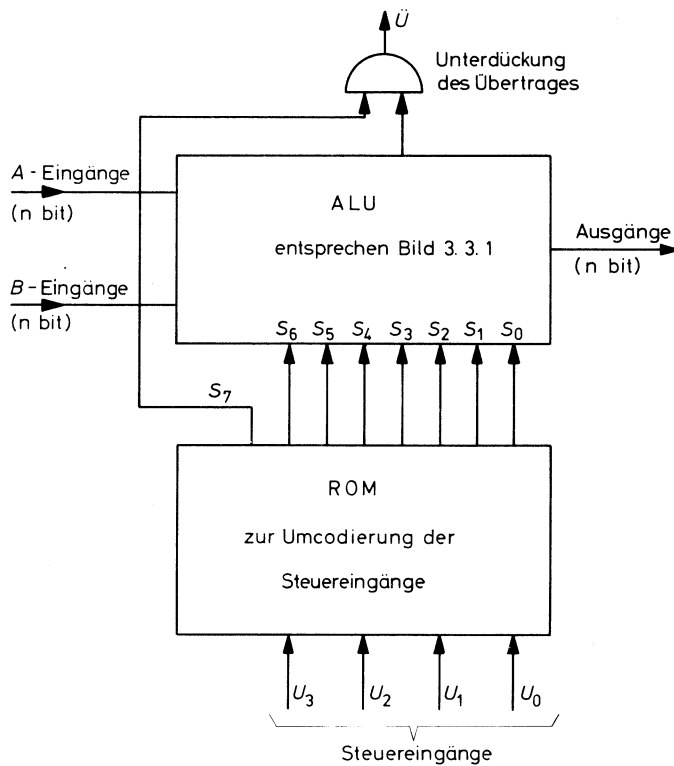 Ü
Unterdückung
des Übertrages
A - Eingänge
(n bit)
ALU
entsprechen Bild 3.3.1
Ausgänge
(n bit)
B - Eingänge
(n bit)
S6 S5 S4 S3 S2 S1 S0
S7
ROM
zur Umcodierung der
Steuereingänge
U3 U2 U1 U0
Steuereingänge